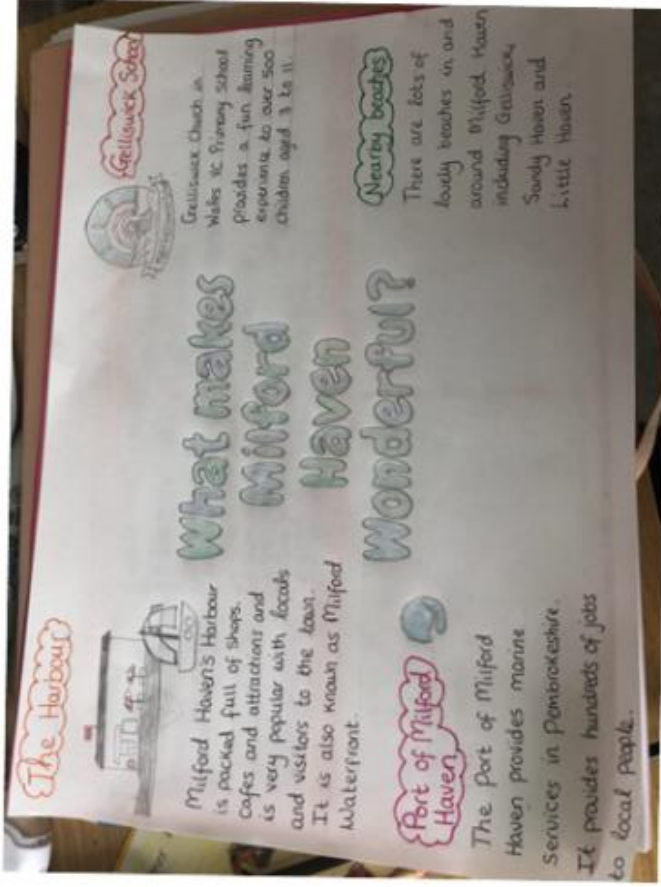 The Harbour
Milford Haven's Harbour
is packed full of shops.
Cafes and attractions and
is very popular with locals
and visitors to the town.
It is also known as Milford
Waterfront.
What makes
Milford
Haven
Wonderful?
Gelliswick School
Gelliswick Church in
Wales VC Primary School
provides a fun learning
experience to over 500
children aged 3 to 11.
Port of Milford
Haven
The Port of Milford
Haven provides marine
services in Pembrokeshire.
It provides hundreds of jobs
to local people.
Nearby beaches
There are lots of
lovely beaches in and
around Milford Haven
including Gelliswick,
Sandy Haven and
Little Haven.